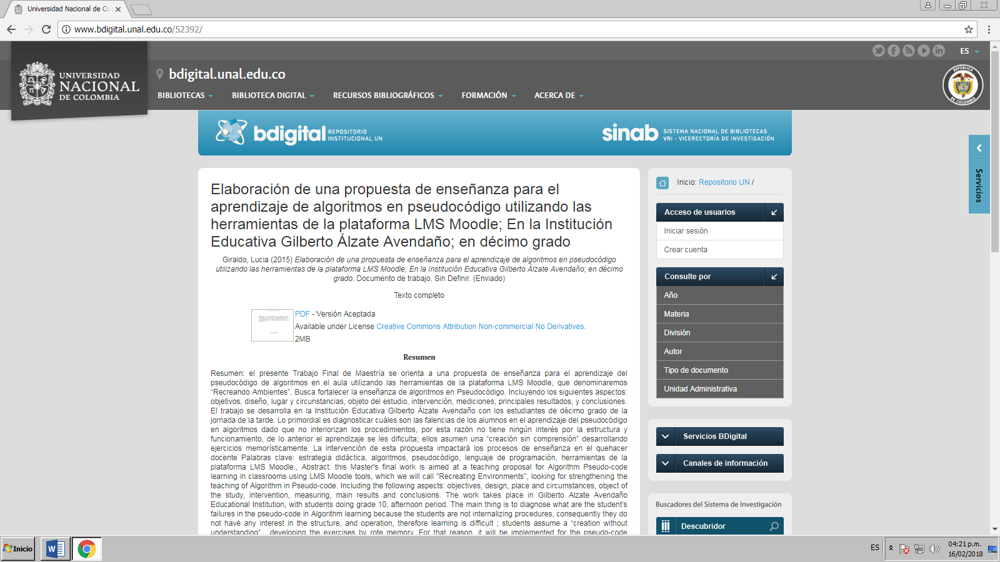 Universidad Nacional de Co
www.bdigital.unal.edu.co/52392/
ES
UNIVERSIDAD
NACIONAL
DE COLOMBIA
bdigital.unal.edu.co
BIBLIOTECAS
BIBLIOTECA DIGITAL
RECURSOS BIBLIOGRÁFICOS
FORMACIÓN
ACERCA DE
REPÚBLICA
DE COLOMBIA
bdigital REPOSITORIO
INSTITUCIONAL UN
sinab SISTEMA NACIONAL DE BIBLIOTECAS
VRI - VICERECTORÍA DE INVESTIGACIÓN
Servicios
Elaboración de una propuesta de enseñanza para el
aprendizaje de algoritmos en pseudocódigo utilizando las
herramientas de la plataforma LMS Moodle; En la Institución
Educativa Gilberto Álzate Avendaño; en décimo grado
Giraldo, Lucia (2015) Elaboración de una propuesta de enseñanza para el aprendizaje de algoritmos en pseudocódigo
utilizando las herramientas de la plataforma LMS Moodle; En la Institución Educativa Gilberto Álzate Avendaño; en décimo
grado. Documento de trabajo. Sin Definir. (Enviado)
Texto completo
PDF - Versión Aceptada
Available under License Creative Commons Attribution Non-commercial No Derivatives.
2MB
Resumen
Resumen: el presente Trabajo Final de Maestría se orienta a una propuesta de enseñanza para el aprendizaje del
pseudocódigo de algoritmos en el aula utilizando las herramientas de la plataforma LMS Moodle, que denominaremos
“Recreando Ambientes”. Busca fortalecer la enseñanza de algoritmos en Pseudocódigo. Incluyendo los siguientes aspectos:
objetivos, diseño, lugar y circunstancias, objeto del estudio, intervención, mediciones, principales resultados, y conclusiones.
El trabajo se desarrolla en la Institución Educativa Gilberto Álzate Avendaño con los estudiantes de décimo grado de la
jornada de la tarde. Lo primordial es diagnosticar cuáles son las falencias de los alumnos en el aprendizaje del pseudocódigo
en algoritmos dado que no interiorizan los procedimientos, por esta razón no tiene ningún interés por la estructura y
funcionamiento, de lo anterior el aprendizaje se les dificulta; ellos asumen una “creación sin comprensión” desarrollando
ejercicios memorísticamente. La intervención de esta propuesta impactará los procesos de enseñanza en el quehacer
docente Palabras clave: estrategia didáctica, algoritmos, pseudocódigo, lenguaje de programación, herramientas de la
plataforma LMS Moodle., Abstract: this Master's final work is aimed at a teaching proposal for Algorithm Pseudo-code
learning in classrooms using LMS Moodle tools, which we will call "Recreating Environments", looking for strengthening the
teaching of Algorithm in Pseudo-code. Including the following aspects: objectives, design, place and circumstances, object of
the study, intervention, measuring, main results and conclusions. The work takes place in Gilberto Alzate Avendaño
Educational Institution, with students doing grade 10, afternoon period. The main thing is to diagnose what are the student’s
failures in the pseudo-code in Algorithm learning because the students are not internalizing procedures, consequently they do
not have any interest in the structure, and operation, therefore learning is difficult ; students assume a “creation without
understanding” , developing the exercises by rote memory. For that reason, it will be implemented for the pseudo-code
Inicio: Repositorio UN /
Acceso de usuarios
Iniciar sesión
Crear cuenta
Consulte por
Año
Materia
División
Autor
Tipo de documento
Unidad Administrativa
Servicios BDigital
Canales de información
Buscadores del Sistema de Investigación
Descubridor
Inicio
ES
04:21 p.m.
16/02/2018